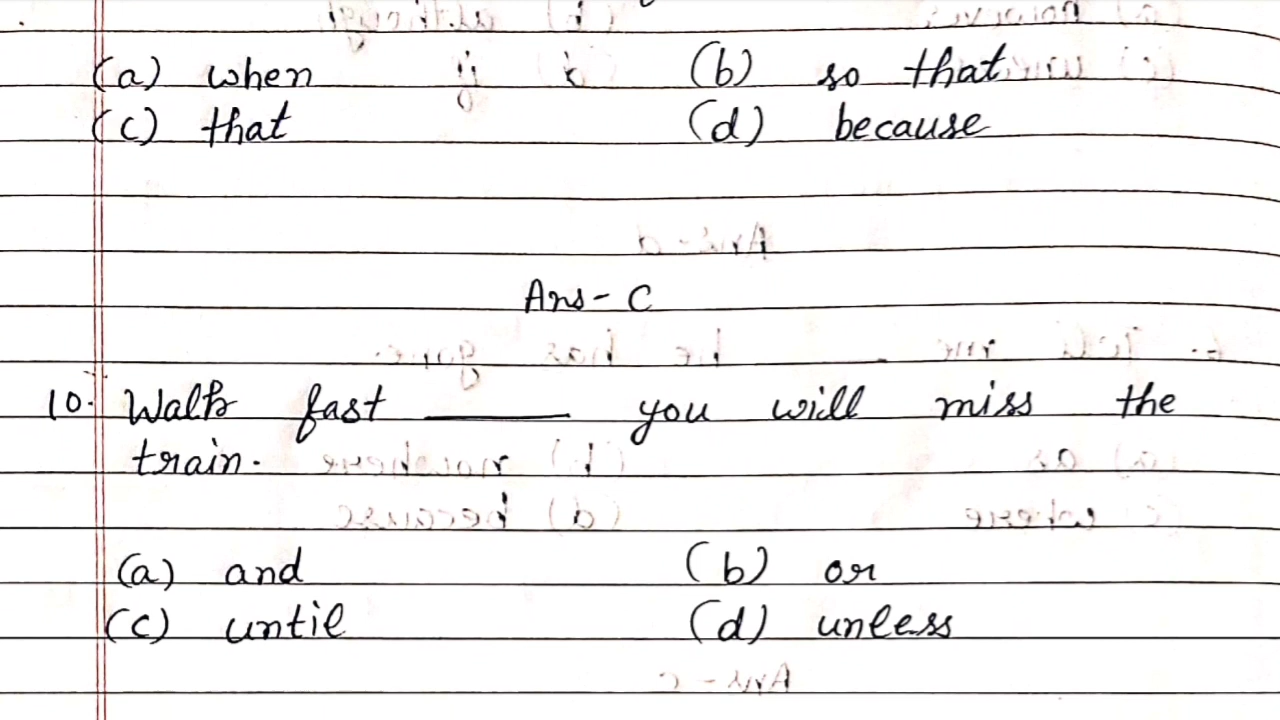 (a) when (b) so that
(c) that (d) because
Ans - C
10. Walk fast ______ you will miss the
train.
(a) and (b) or
(c) until (d) unless